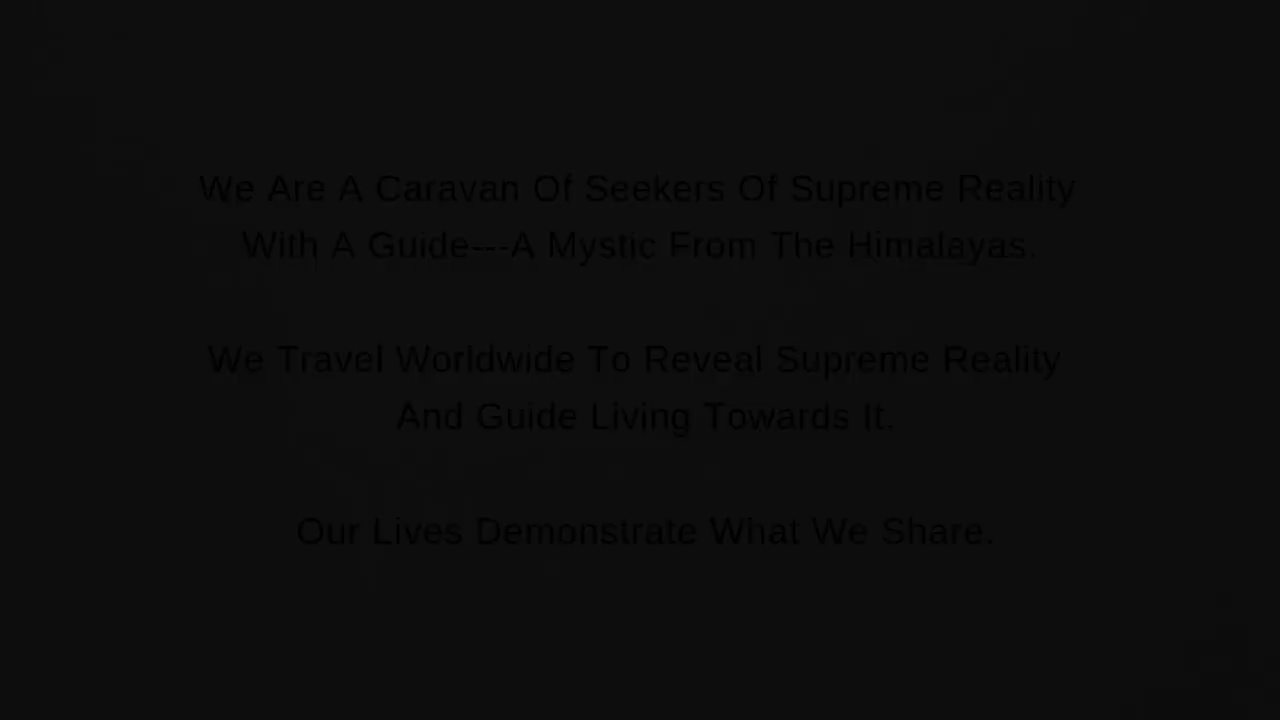 We Are A Caravan Of Seekers Of Supreme Reality
With A Guide---A Mystic From The Himalayas.
We Travel Worldwide To Reveal Supreme Reality
And Guide Living Towards It.
Our Lives Demonstrate What We Share.